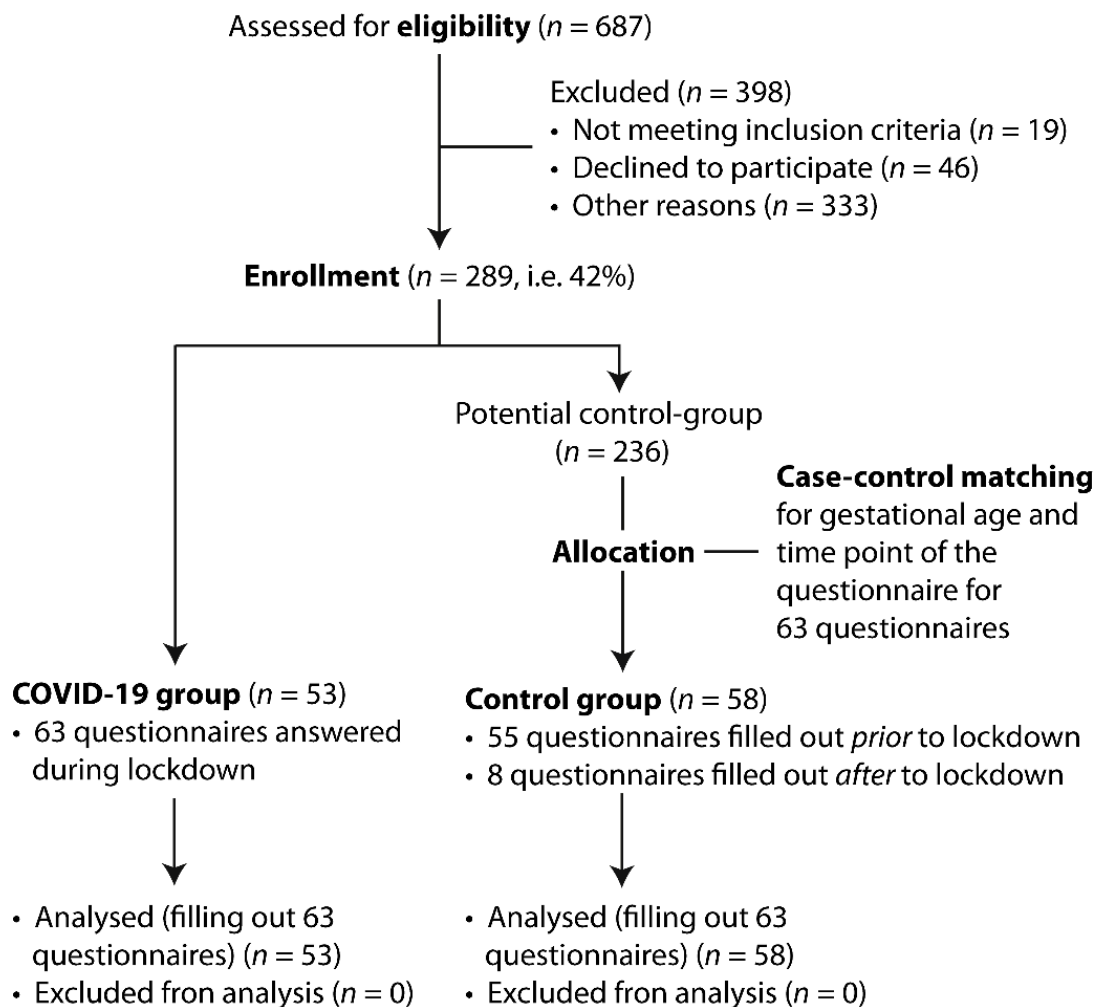 Assessed for eligibility (n = 687)
Excluded (n = 398)
• Not meeting inclusion criteria (n = 19)
• Declined to participate (n = 46)
• Other reasons (n = 333)
Enrollment (n = 289, i.e. 42%)
Potential control-group
(n = 236)
Case-control matching
for gestational age and
time point of the
questionnaire for
63 questionnaires
Allocation
COVID-19 group (n = 53)
• 63 questionnaires answered
during lockdown
Control group (n = 58)
• 55 questionnaires filled out prior to lockdown
• 8 questionnaires filled out after to lockdown
• Analysed (filling out 63
questionnaires) (n = 53)
• Excluded fron analysis (n = 0)
• Analysed (filling out 63
questionnaires) (n = 58)
• Excluded fron analysis (n = 0)